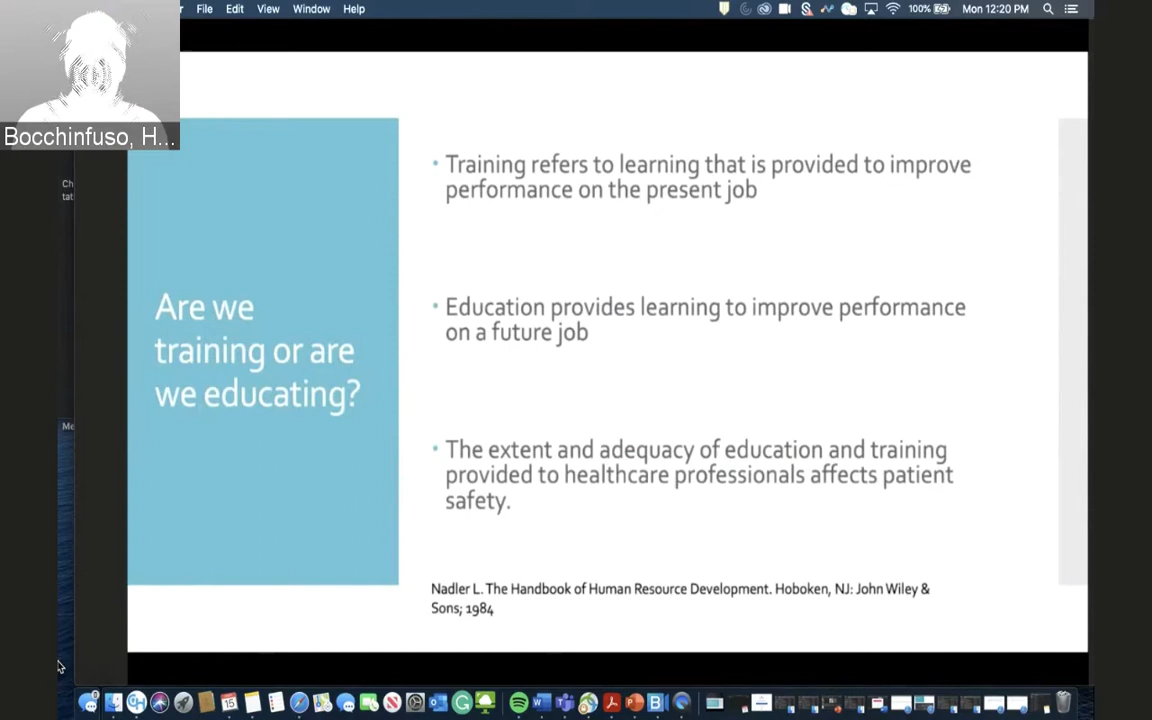 File Edit View Window Help
100%
Mon 12:20 PM
Bocchinfuso, H...
Ch
tat
Me
Are we
training or are
we educating?
• Training refers to learning that is provided to improve
performance on the present job
• Education provides learning to improve performance
on a future job
• The extent and adequacy of education and training
provided to healthcare professionals affects patient
safety.
Nadler L. The Handbook of Human Resource Development. Hoboken, NJ: John Wiley &
Sons; 1984